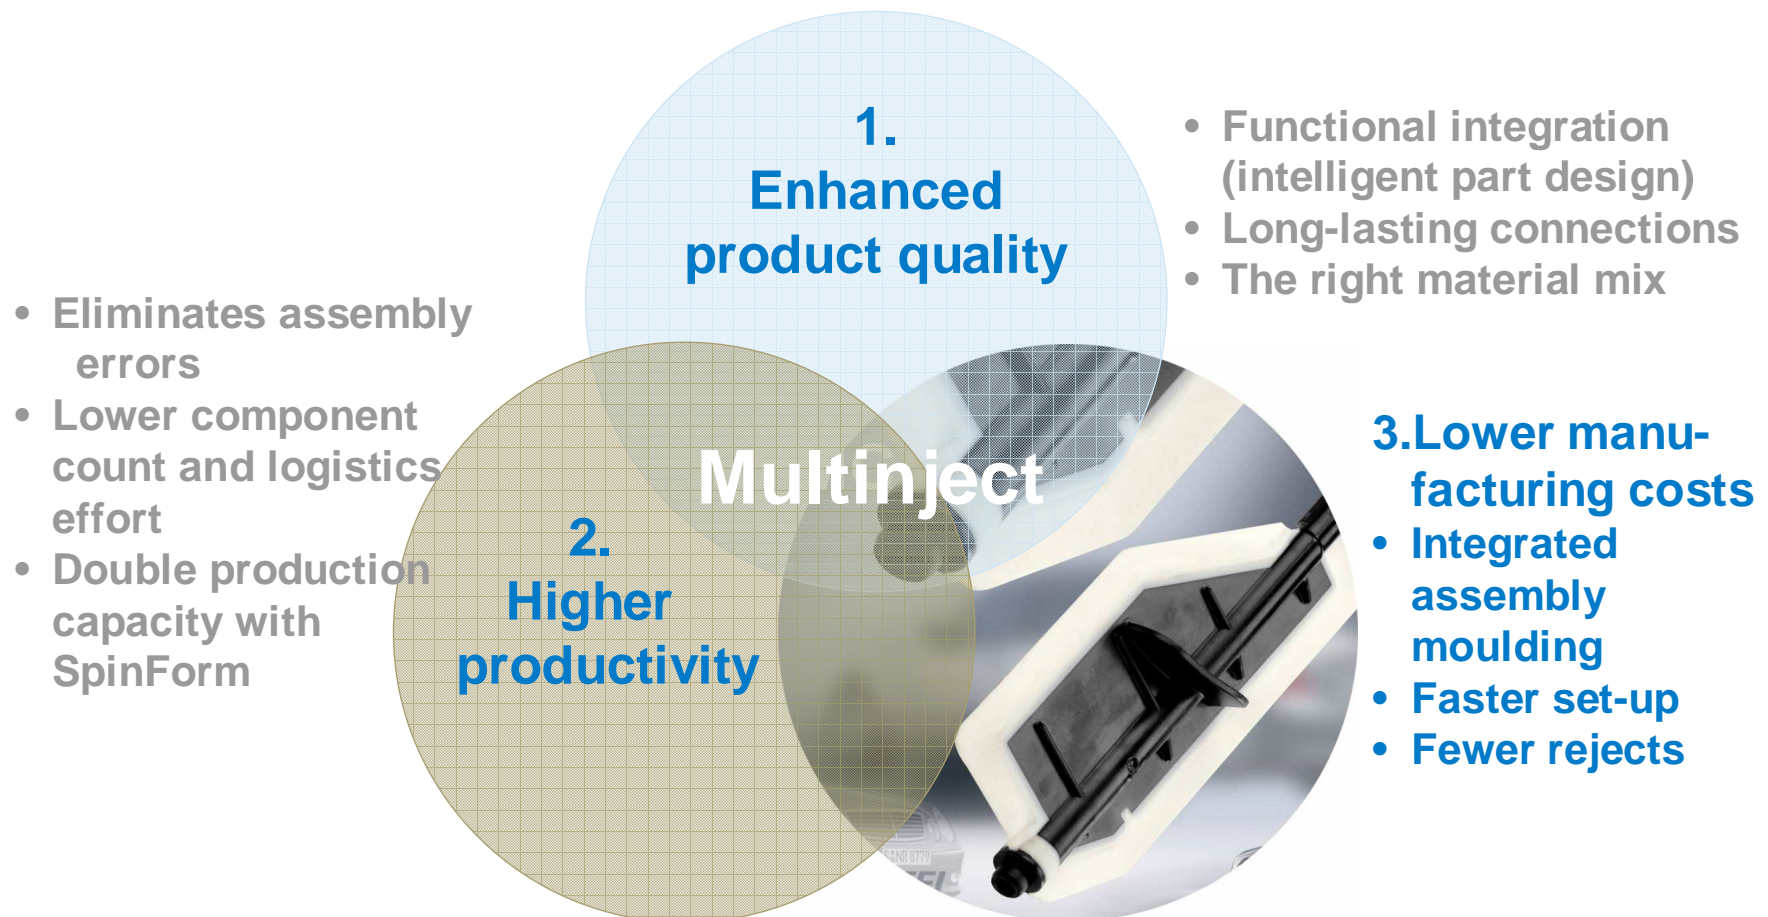 1.
Enhanced
product quality
• Functional integration
(intelligent part design)
• Long-lasting connections
• The right material mix
• Eliminates assembly
errors
• Lower component
count and logistics
effort
• Double production
capacity with
SpinForm
Multinject
2.
Higher
productivity
3.Lower manu-
facturing costs
• Integrated
assembly
moulding
• Faster set-up
• Fewer rejects